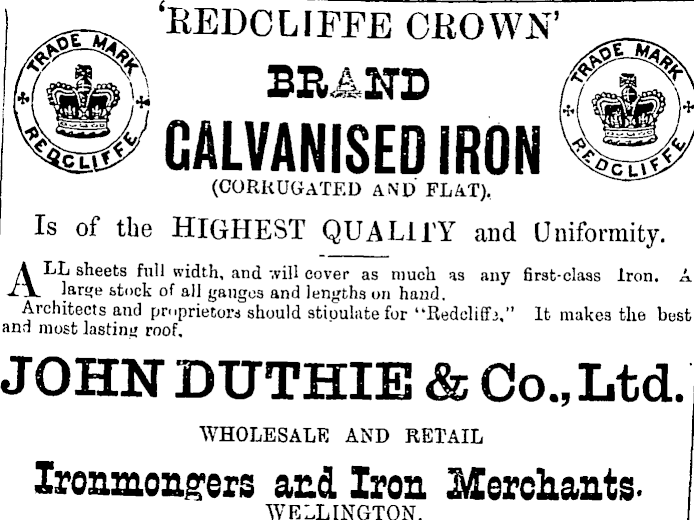 'REDCLIFFE CROWN'
TRADE MARK
REDCLIFFE
TRADE MARK
REDCLIFFE
BRAND
GALVANISED IRON
(CORRUGATED AND FLAT).
Is of the HIGHEST QUALITY and Uniformity.
ALL sheets full width, and will cover as much as any first-class Iron. A
large stock of all gauges and lengths on hand.
Architects and proprietors should stipulate for "Redcliffe." It makes the best
and most lasting roof.
JOHN DUTHIE & Co., Ltd.
WHOLESALE AND RETAIL
Ironmongers and Iron Merchants.
WELLINGTON.